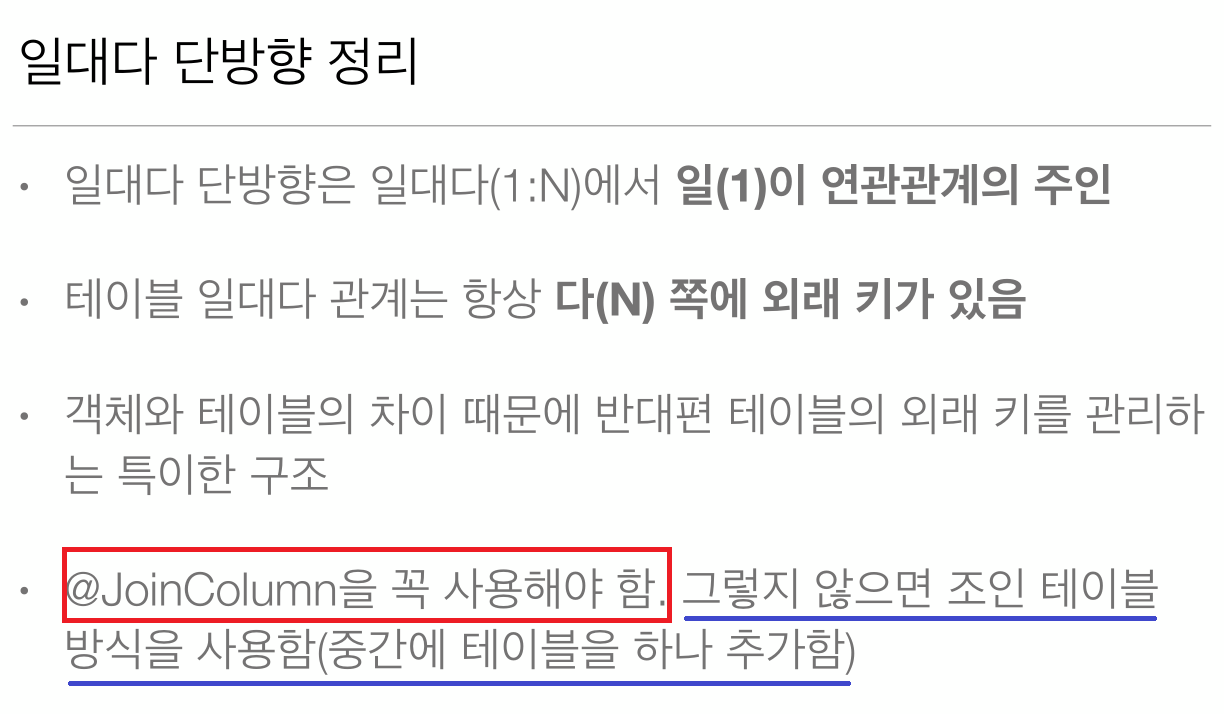 일대다 단방향 정리
• 일대다 단방향은 일대다(1:N)에서 일(1)이 연관관계의 주인
• 테이블 일대다 관계는 항상 다(N) 쪽에 외래 키가 있음
• 객체와 테이블의 차이 때문에 반대편 테이블의 외래 키를 관리하
는 특이한 구조
• @JoinColumn을 꼭 사용해야 함. 그렇지 않으면 조인 테이블
방식을 사용함(중간에 테이블을 하나 추가함)